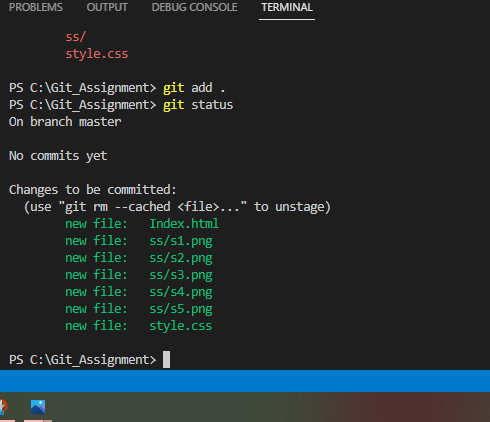 PROBLEMS OUTPUT DEBUG CONSOLE TERMINAL
ss/
style.css
PS C:\Git_Assignment> git add .
PS C:\Git_Assignment> git status
On branch master
No commits yet
Changes to be committed:
(use "git rm --cached <file>..." to unstage)
new file: Index.html
new file: ss/s1.png
new file: ss/s2.png
new file: ss/s3.png
new file: ss/s4.png
new file: ss/s5.png
new file: style.css
PS C:\Git_Assignment>